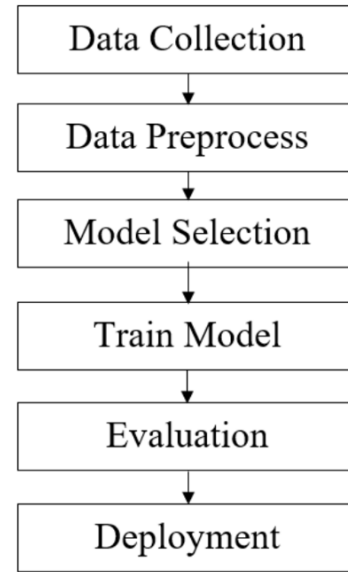 Data Collection
Data Preprocess
Model Selection
Train Model
Evaluation
Deployment